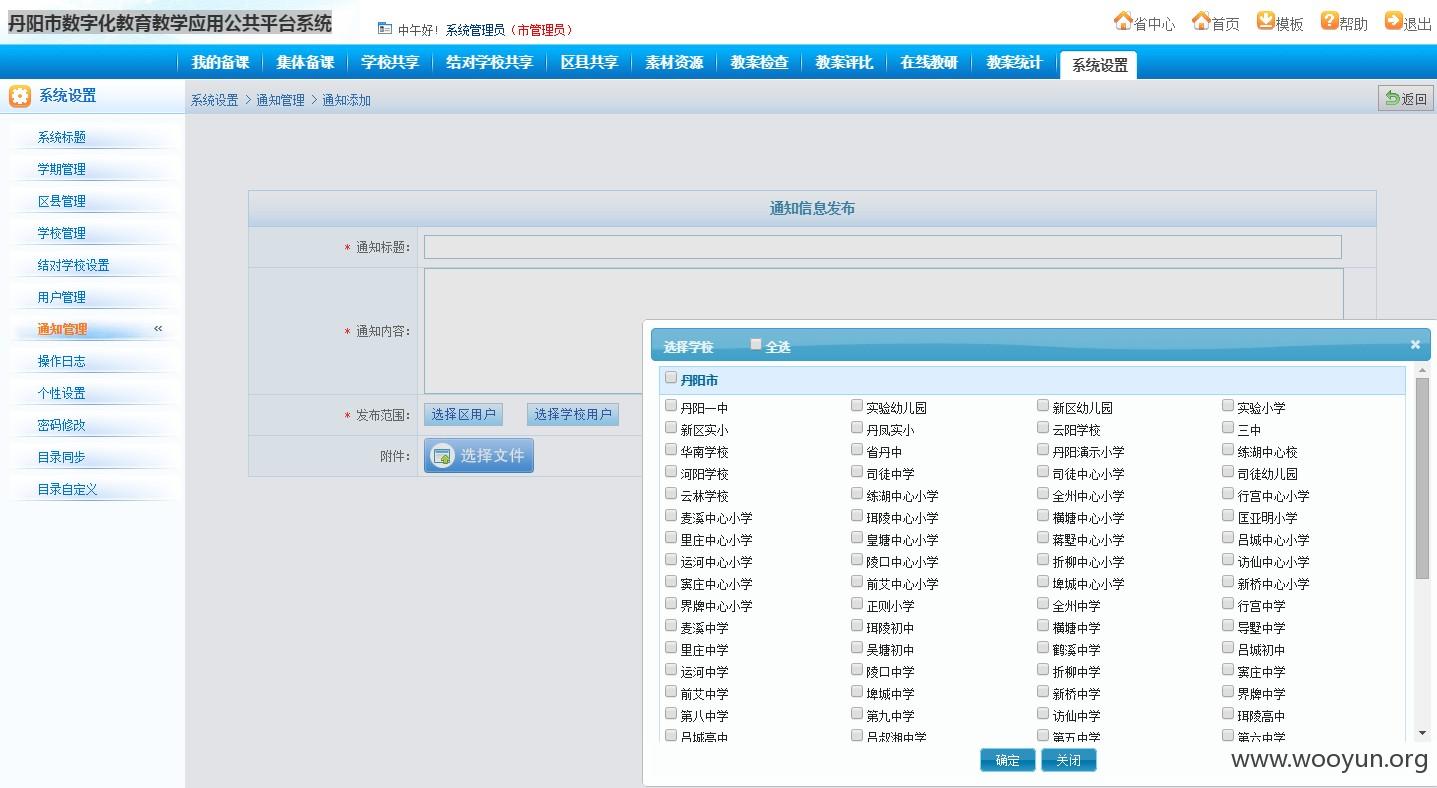 丹阳市数字化教育教学应用公共平台系统
中午好！系统管理员（市管理员）
省中心 首页 模板 帮助 退出
我的备课 集体备课 学校共享 结对学校共享 区县共享 素材资源 教案检查 教案评比 在线教研 教案统计 系统设置
系统设置
系统设置 > 通知管理 > 通知添加
返回
系统标题
学期管理
区县管理
学校管理
结对学校设置
用户管理
通知管理 «
操作日志
个性设置
密码修改
目录同步
目录自定义
通知信息发布
* 通知标题：
* 通知内容：
* 发布范围： 选择区用户 选择学校用户
附件： 选择文件
选择学校 全选 ×
丹阳市
丹阳一中 实验幼儿园 新区幼儿园 实验小学
新区实小 丹凤实小 云阳学校 三中
华南学校 省丹中 丹阳演示小学 练湖中心校
河阳学校 司徒中学 司徒中心小学 司徒幼儿园
云林学校 练湖中心小学 全州中心小学 行宫中心小学
麦溪中心小学 珥陵中心小学 横塘中心小学 匡亚明小学
里庄中心小学 皇塘中心小学 蒋墅中心小学 吕城中心小学
运河中心小学 陵口中心小学 折柳中心小学 访仙中心小学
窦庄中心小学 前艾中心小学 埤城中心小学 新桥中心小学
界牌中心小学 正则小学 全州中学 行宫中学
麦溪中学 珥陵初中 横塘中学 导墅中学
里庄中学 吴塘初中 鹤溪中学 吕城初中
运河中学 陵口中学 折柳中学 窦庄中学
前艾中学 埤城中学 新桥中学 界牌中学
第八中学 第九中学 访仙中学 珥陵高中
吕城高中 吕叔湘中学 第五中学 第六中学
确定 关闭
www.wooyun.org